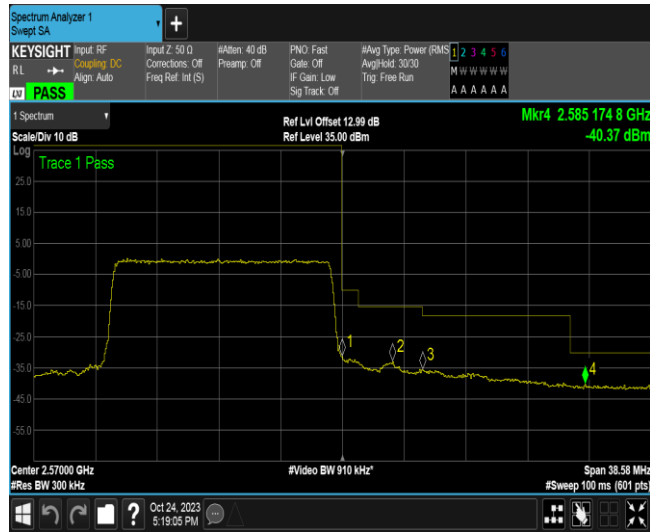 Spectrum Analyzer 1
Swept SA
KEYSIGHT
RL
LXI PASS
Input: RF
Coupling: DC
Align: Auto
Input Z: 50 Ω
Corrections: Off
Freq Ref: Int (S)
#Atten: 40 dB
Preamp: Off
PNO: Fast
Gate: Off
IF Gain: Low
Sig Track: Off
#Avg Type: Power (RMS
Avg|Hold: 30/30
Trig: Free Run
1 2 3 4 5 6
M W W W W W
A A A A A A
1 Spectrum
Scale/Div 10 dB
Ref Lvl Offset 12.99 dB
Ref Level 35.00 dBm
Mkr4 2.585 174 8 GHz
-40.37 dBm
Log
Trace 1 Pass
25.0
15.0
5.00
-5.00
-15.0
-25.0
-35.0
-45.0
-55.0
1
2
3
4
Center 2.57000 GHz
#Res BW 300 kHz
#Video BW 910 kHz*
Span 38.58 MHz
#Sweep 100 ms (601 pts)
?
Oct 24, 2023
5:19:05 PM